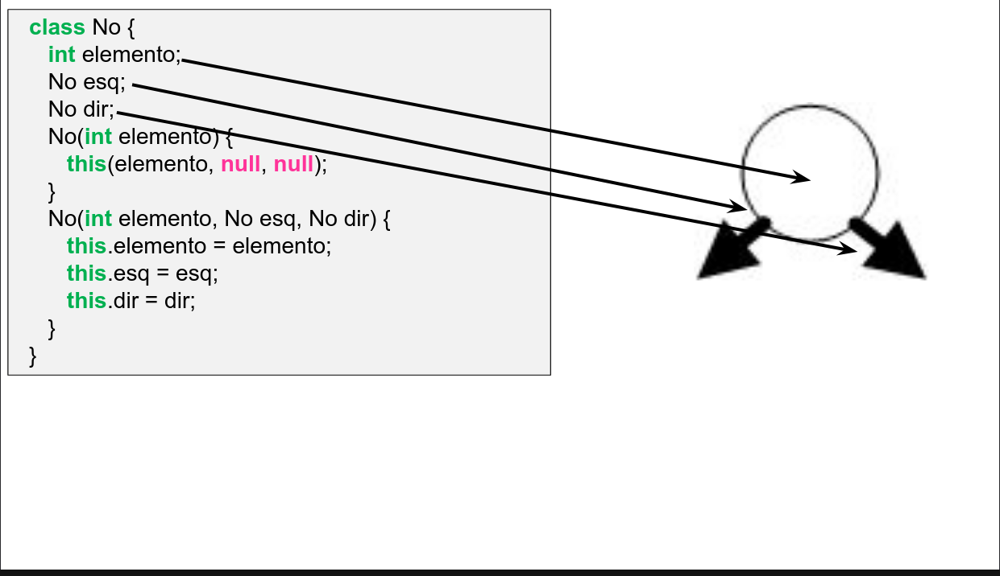 class No {
int elemento;
No esq;
No dir;
No(int elemento) {
this(elemento, null, null);
}
No(int elemento, No esq, No dir) {
this.elemento = elemento;
this.esq = esq;
this.dir = dir;
}
}